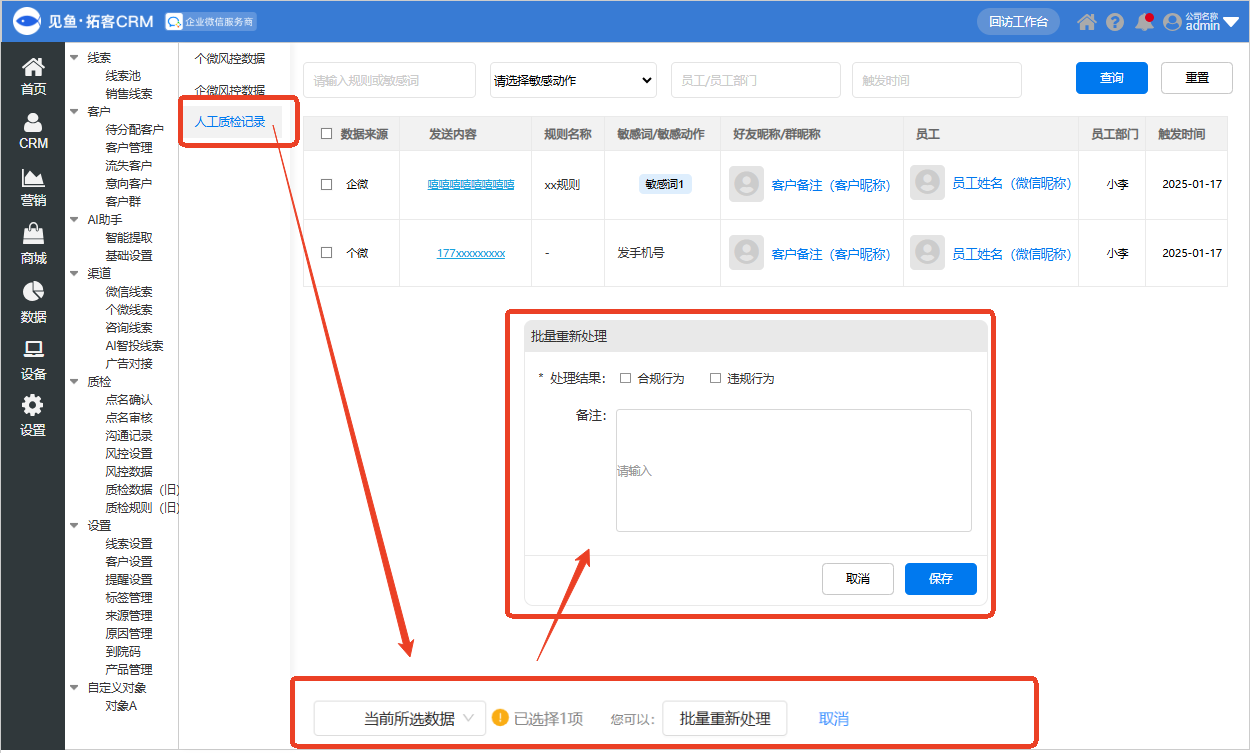 见鱼·拓客CRM
企业微信服务商
回访工作台
公司名称
admin
首页
CRM
营销
商城
数据
设备
设置
线索
线索池
销售线索
客户
待分配客户
客户管理
流失客户
意向客户
客户群
AI助手
智能提取
基础设置
渠道
微信线索
个微线索
咨询线索
AI智投线索
广告对接
质检
点名确认
点名审核
沟通记录
风控设置
风控数据
质检数据（旧）
质检规则（旧）
设置
线索设置
客户设置
提醒设置
标签管理
来源管理
原因管理
到院码
产品管理
自定义对象
对象A
个微风控数据
企微风控数据
人工质检记录
请输入规则或敏感词
请选择敏感动作
员工/员工部门
触发时间
查询
重置
数据来源 发送内容 规则名称 敏感词/敏感动作 好友昵称/群昵称 员工 员工部门 触发时间
企微 嘻嘻嘻嘻嘻嘻嘻嘻 xx规则 敏感词1 客户备注（客户昵称） 员工姓名（微信昵称） 小李 2025-01-17
个微 177xxxxxxxx - 发手机号 客户备注（客户昵称） 员工姓名（微信昵称） 小李 2025-01-17
批量重新处理
* 处理结果: 合规行为 违规行为
备注:
请输入
取消
保存
当前所选数据
! 已选择1项
您可以:
批量重新处理
取消